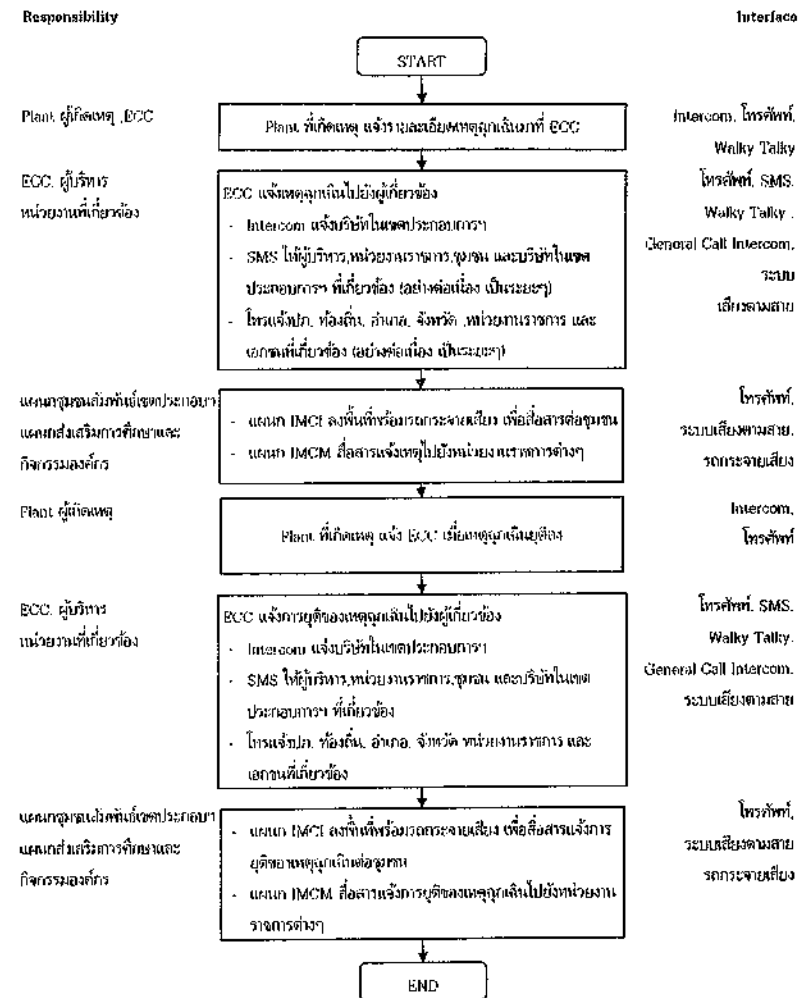 Responsibility
Interface
START
Plant ผู้เกิดเหตุ ,ECC
Plant ที่เกิดเหตุ แจ้งรายละเอียดเหตุฉุกเฉินมาที่ ECC
Intercom, โทรศัพท์,
Walky Talky
ECC. ผู้บริหาร
หน่วยงานที่เกี่ยวข้อง
ECC แจ้งเหตุฉุกเฉินไปยังผู้เกี่ยวข้อง
- Intercom แจ้งบริษัทในเขตประกอบการฯ
- SMS ให้ผู้บริหาร,หน่วยงานราชการ,ชุมชน และบริษัทในเขต
ประกอบการฯ ที่เกี่ยวข้อง (อย่างต่อเนื่อง เป็นระยะๆ)
- โทรแจ้งปภ. ท้องถิ่น, อำเภอ, จังหวัด ,หน่วยงานราชการ และ
เอกชนที่เกี่ยวข้อง (อย่างต่อเนื่อง เป็นระยะๆ)
โทรศัพท์, SMS.
Walky Talky .
General Call Intercom,
ระบบ
เสียงตามสาย
แผนกชุมชนสัมพันธ์เขตประกอบฯ
แผนกส่งเสริมการศึกษาและ
กิจกรรมองค์กร
- แผนก IMCI ลงพื้นที่พร้อมรถกระจายเสียง เพื่อสื่อสารต่อชุมชน
- แผนก IMCM สื่อสารแจ้งเหตุไปยังหน่วยงานราชการต่างๆ
โทรศัพท์,
ระบบเสียงตามสาย,
รถกระจายเสียง
Plant ผู้เกิดเหตุ
Plant ที่เกิดเหตุ แจ้ง ECC เมื่อเหตุฉุกเฉินยุติลง
Intercom,
โทรศัพท์
ECC. ผู้บริหาร
หน่วยงานที่เกี่ยวข้อง
ECC แจ้งการยุติของเหตุฉุกเฉินไปยังผู้เกี่ยวข้อง
- Intercom แจ้งบริษัทในเขตประกอบการฯ
- SMS ให้ผู้บริหาร,หน่วยงานราชการ,ชุมชน และบริษัทในเขต
ประกอบการฯ ที่เกี่ยวข้อง
- โทรแจ้งปภ. ท้องถิ่น, อำเภอ, จังหวัด หน่วยงานราชการ และ
เอกชนที่เกี่ยวข้อง
โทรศัพท์. SMS.
Walky Talky.
General Call Intercom.
ระบบเสียงตามสาย
แผนกชุมชนสัมพันธ์เขตประกอบฯ
แผนกส่งเสริมการศึกษาและ
กิจกรรมองค์กร
- แผนก IMCI ลงพื้นที่พร้อมรถกระจายเสียง เพื่อสื่อสารแจ้งการ
ยุติของเหตุฉุกเฉินต่อชุมชน
- แผนก IMCM สื่อสารแจ้งการยุติของเหตุฉุกเฉินไปยังหน่วยงาน
ราชการต่างๆ
โทรศัพท์,
ระบบเสียงตามสาย
รถกระจายเสียง
END